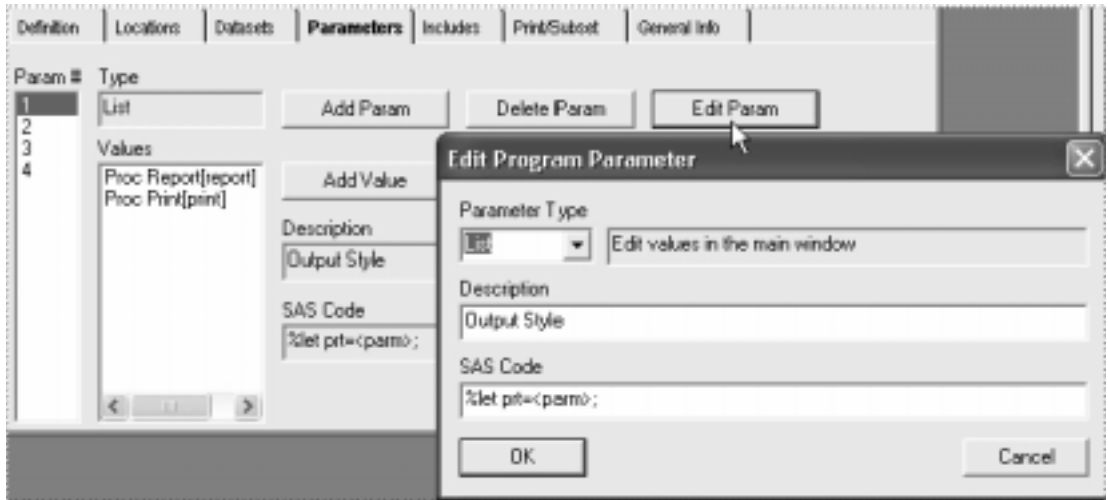 Definition Locations Datasets Parameters Includes Print/Subset General Info
Param # Type
1 List Add Param Delete Param Edit Param
2
3 Values
4 Proc Report[report] Add Value
Proc Print[print]
Description
Output Style
SAS Code
%let prt=<parm>;
Edit Program Parameter
Parameter Type
List Edit values in the main window
Description
Output Style
SAS Code
%let prt=<parm>;
OK Cancel